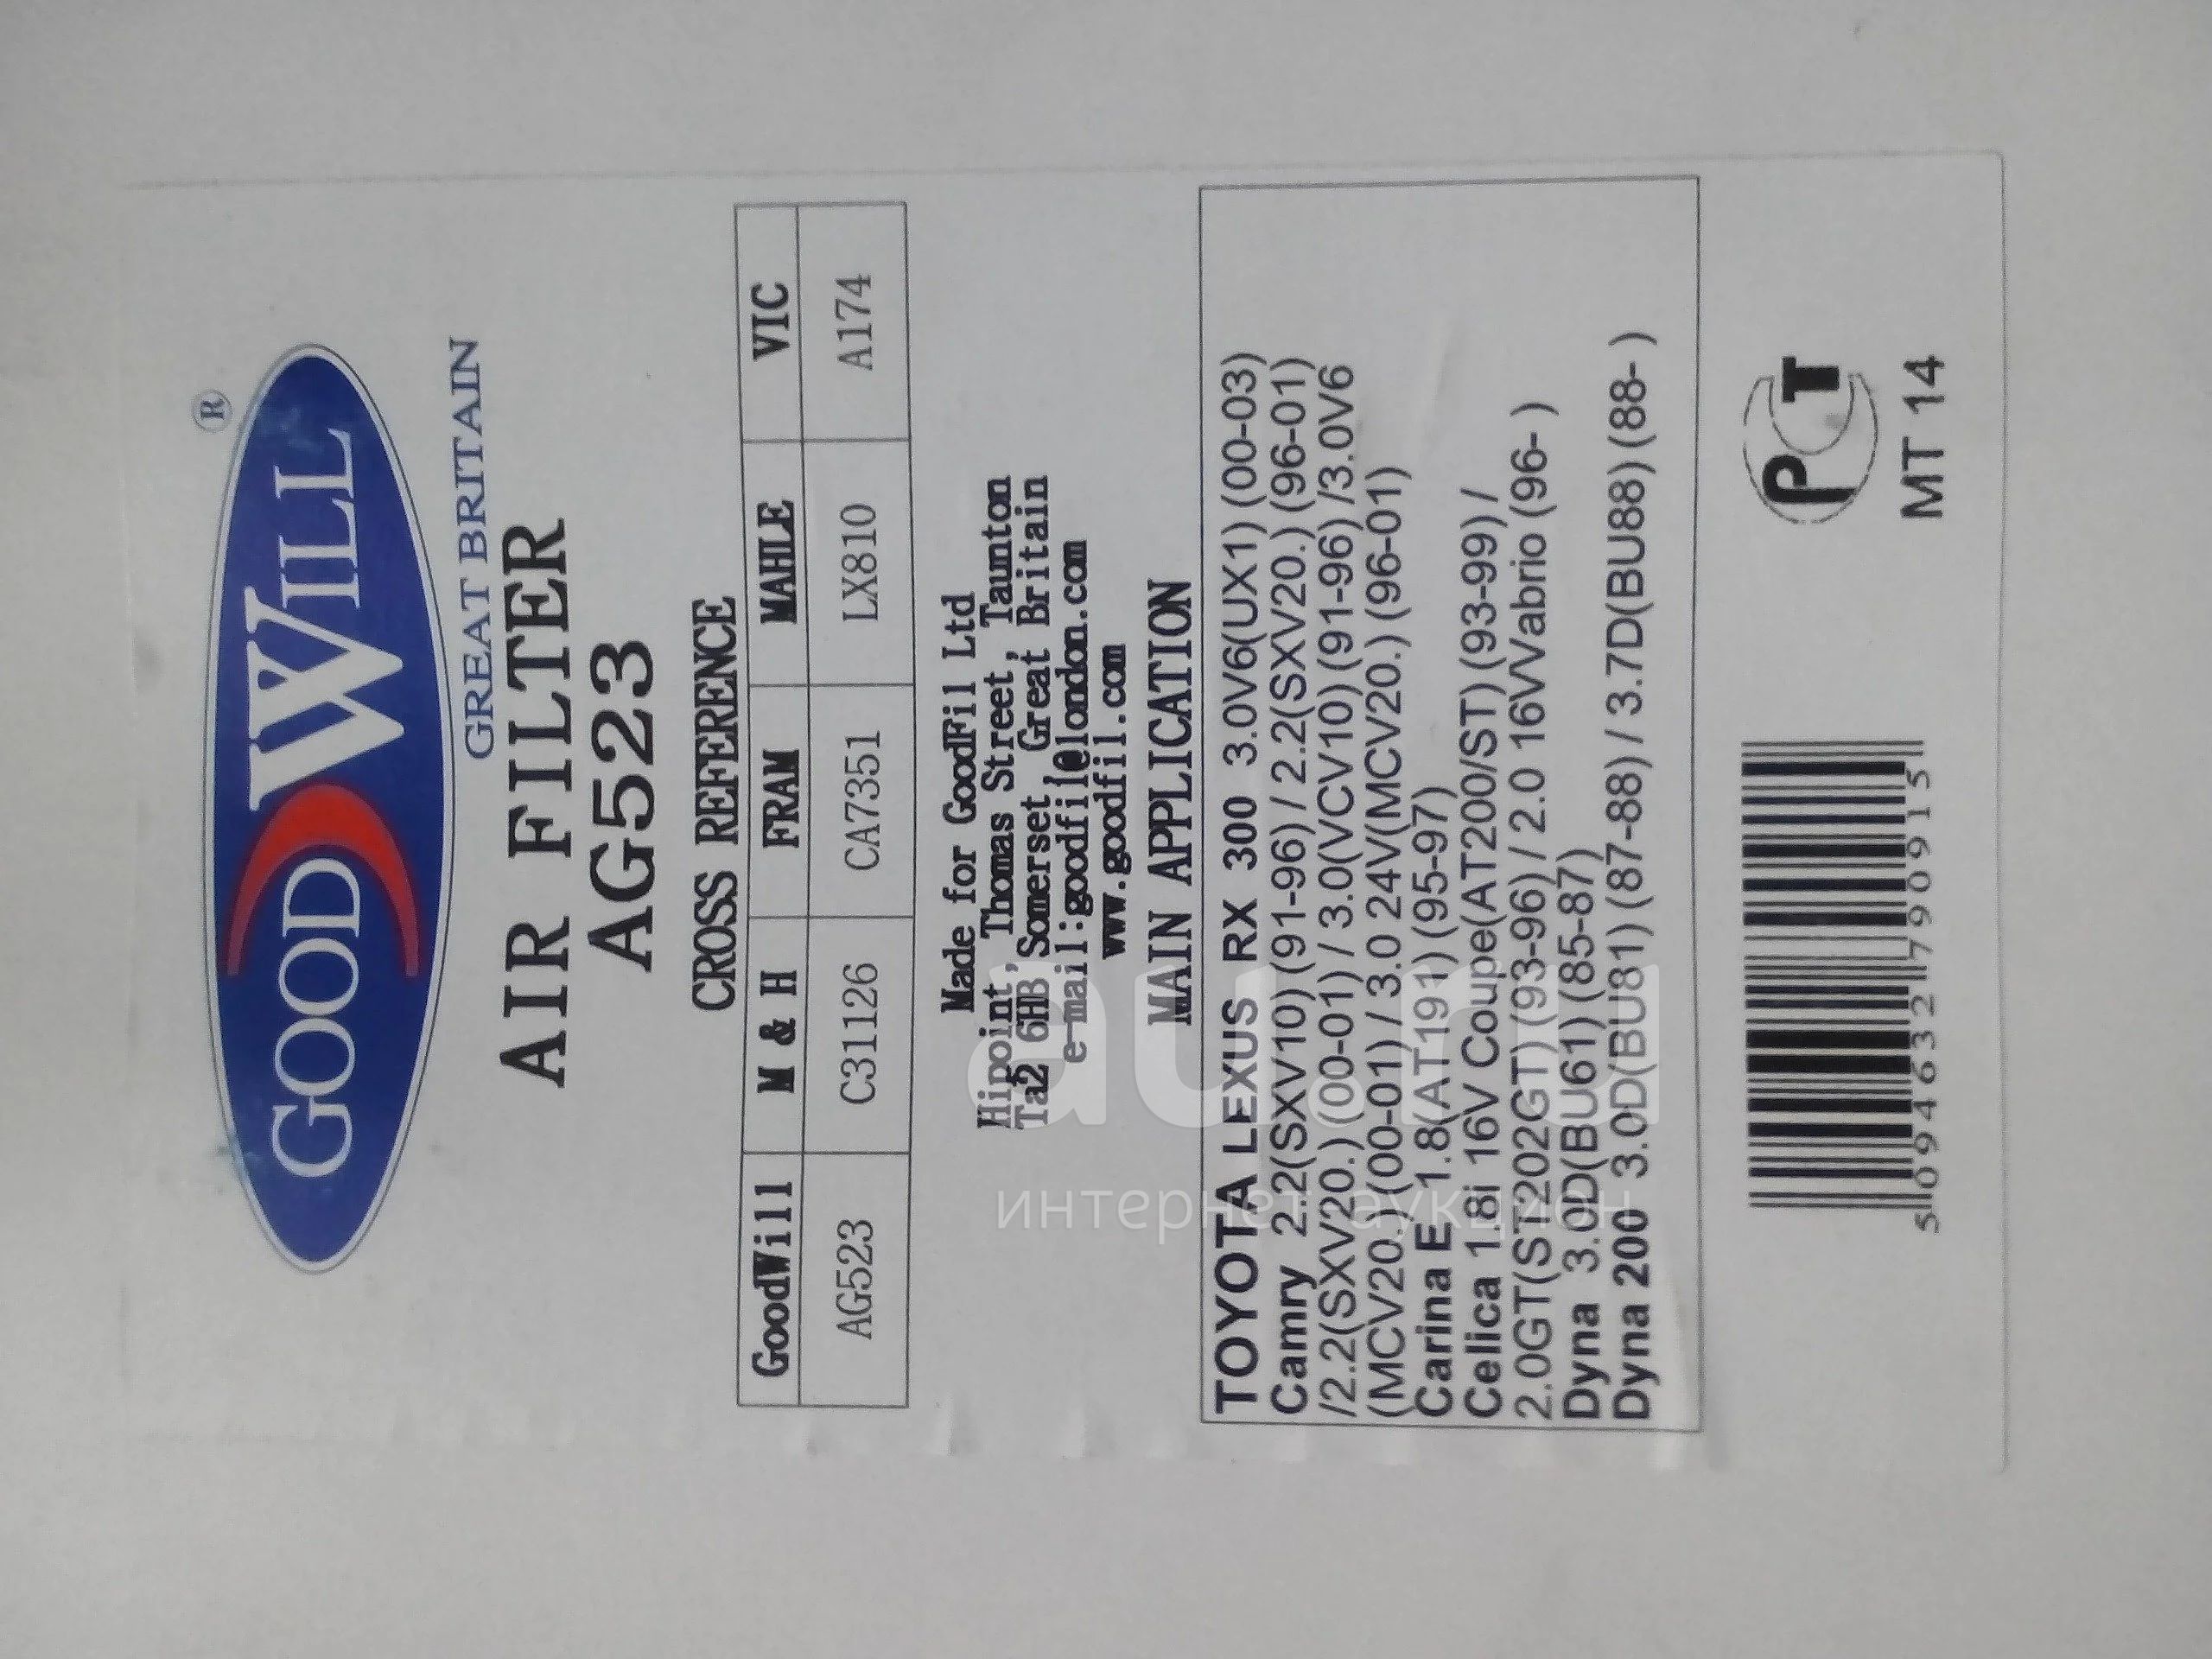 GOODWILL ®
GREAT BRITAIN
AIR FILTER
AG523
CROSS REFERENCE
GoodWill M & H FRAM MAHLE VIC
AG523 C31126 CA7351 LX810 A174
Made for GoodFil Ltd
Hipoint, Thomas Street, Taunton
Ta2 6HB, Somerset, Great Britain
e-mail:goodfil@london.com
www.goodfil.com
MAIN APPLICATION
TOYOTA LEXUS RX 300 3.0V6(UX1) (00-03)
Camry 2.2(SXV10) (91-96) / 2.2(SXV20.) (96-01)
/2.2(SXV20.) (00-01) / 3.0(VCV10) (91-96) /3.0V6
(MCV20.) (00-01) / 3.0 24V(MCV20.) (96-01)
Carina E 1.8(AT191) (95-97)
Celica 1.8i 16V Coupe(AT200/ST) (93-99) /
2.0GT(ST202GT) (93-96) / 2.0 16VVabrio (96- )
Dyna 3.0D(BU61) (85-87)
Dyna 200 3.0D(BU81) (87-88) / 3.7D(BU88) (88- )
5 094632 790915
РСТ
MT 14
au.ru
интернет аукцион